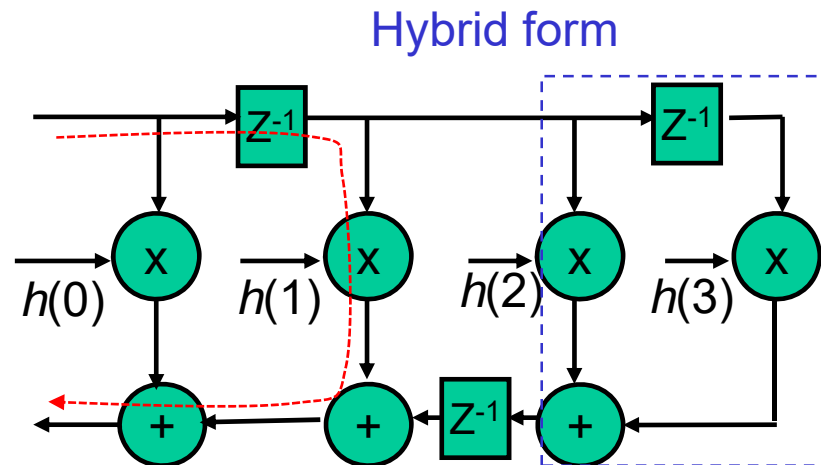 Hybrid form
Z-1 Z-1
x x x x
h(0) h(1) h(2) h(3)
+ + Z-1 +